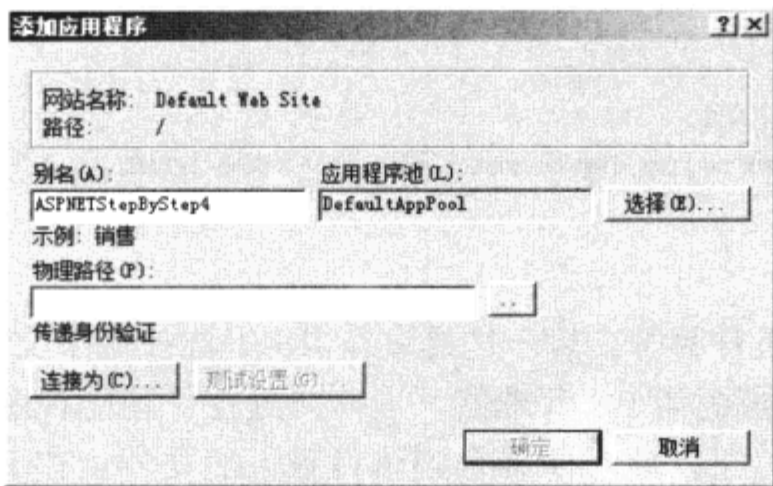 添加应用程序
网站名称: Default Web Site
路径: /
别名(A):
应用程序池(L):
ASPNETStepByStep4
DefaultAppPool
选择(E)...
示例: 销售
物理路径(P):
..
传递身份验证
连接为(C)...
测试设置(G)...
确定
取消